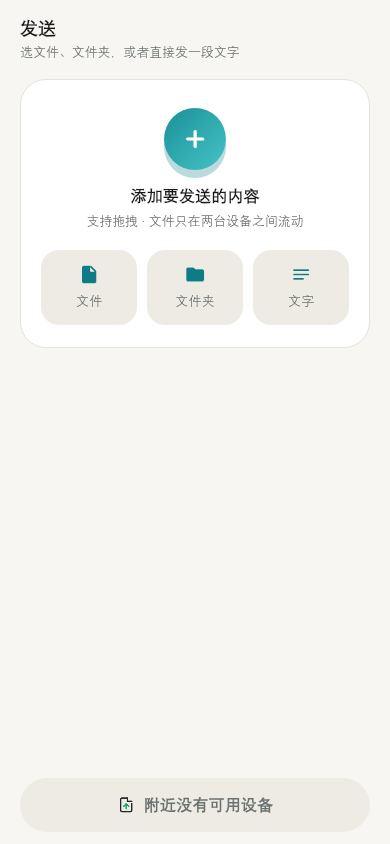 发送
选文件、文件夹，或者直接发一段文字
添加要发送的内容
支持拖拽 · 文件只在两台设备之间流动
文件
文件夹
文字
附近没有可用设备